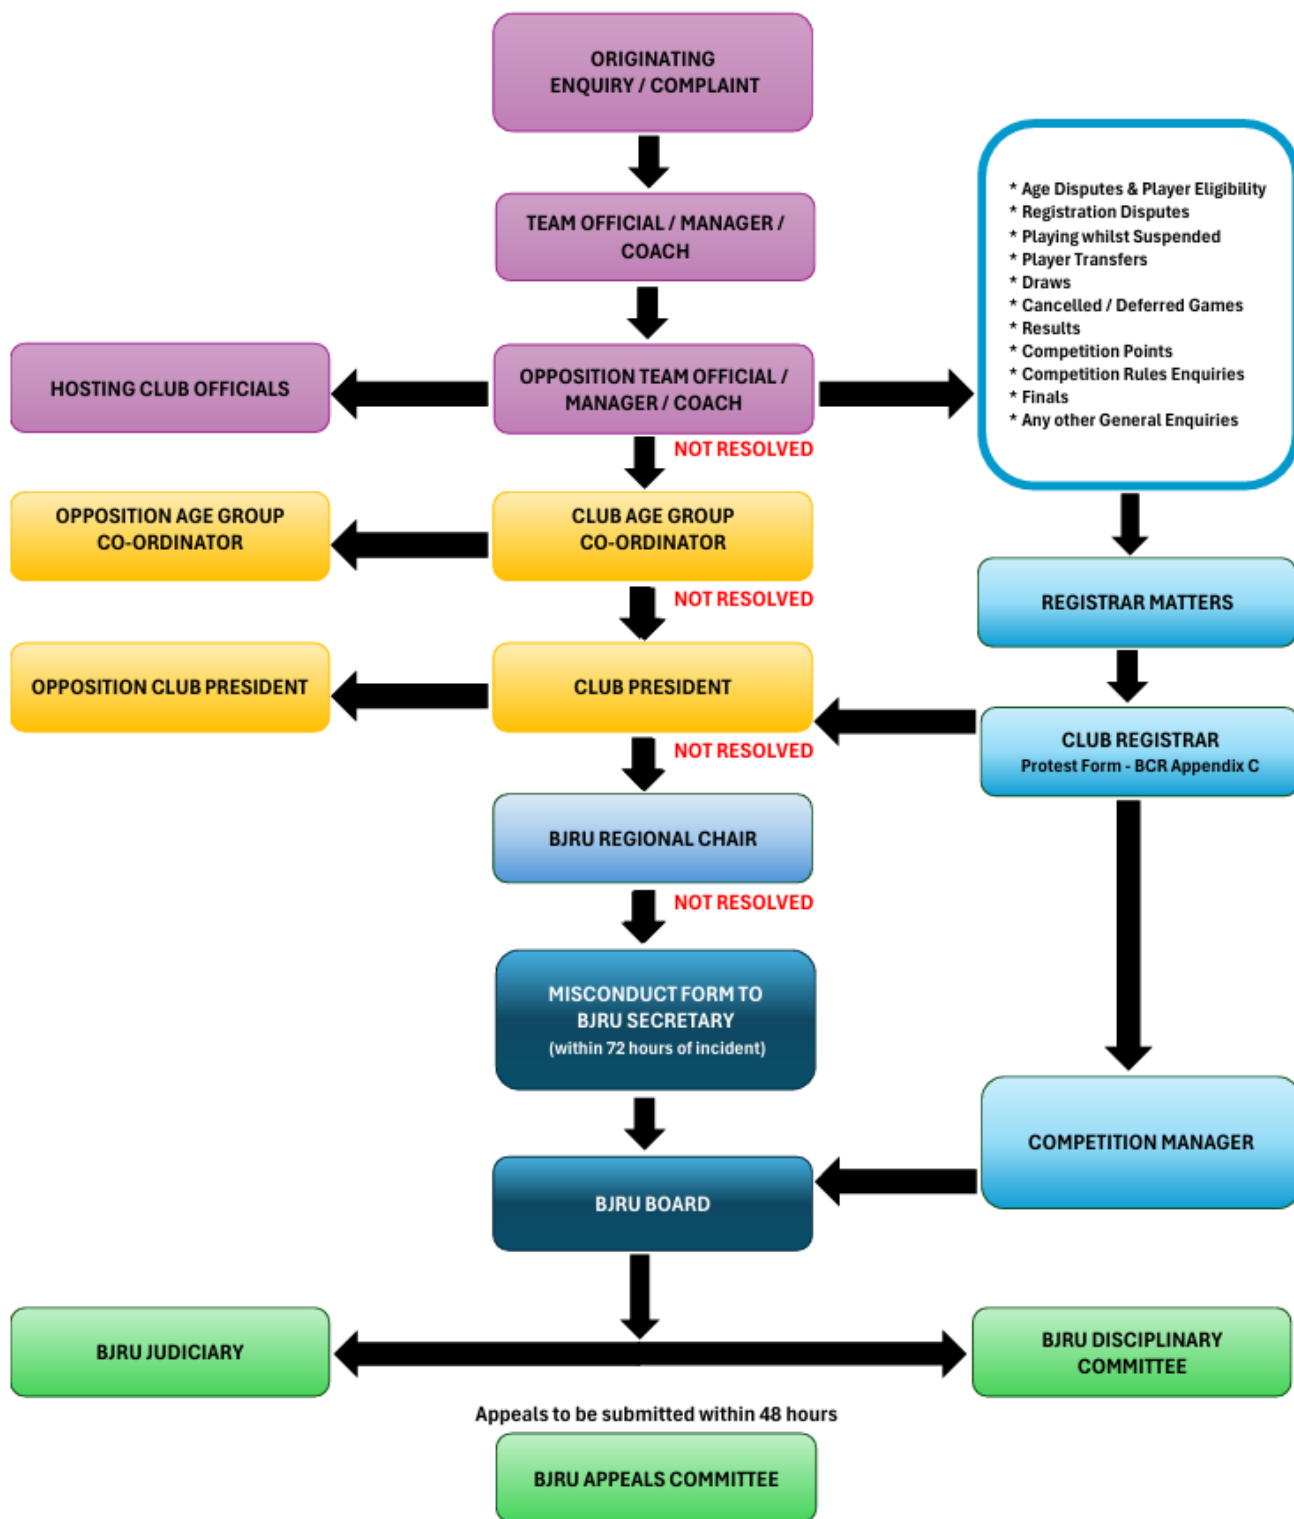 ORIGINATING
ENQUIRY / COMPLAINT
TEAM OFFICIAL / MANAGER /
COACH
HOSTING CLUB OFFICIALS
OPPOSITION TEAM OFFICIAL /
MANAGER / COACH
* Age Disputes & Player Eligibility
* Registration Disputes
* Playing whilst Suspended
* Player Transfers
* Draws
* Cancelled / Deferred Games
* Results
* Competition Points
* Competition Rules Enquiries
* Finals
* Any other General Enquiries
NOT RESOLVED
OPPOSITION AGE GROUP
CO-ORDINATOR
CLUB AGE GROUP
CO-ORDINATOR
REGISTRAR MATTERS
NOT RESOLVED
OPPOSITION CLUB PRESIDENT
CLUB PRESIDENT
CLUB REGISTRAR
Protest Form - BCR Appendix C
NOT RESOLVED
BJRU REGIONAL CHAIR
NOT RESOLVED
MISCONDUCT FORM TO
BJRU SECRETARY
(within 72 hours of incident)
COMPETITION MANAGER
BJRU BOARD
BJRU JUDICIARY
BJRU DISCIPLINARY
COMMITTEE
Appeals to be submitted within 48 hours
BJRU APPEALS COMMITTEE